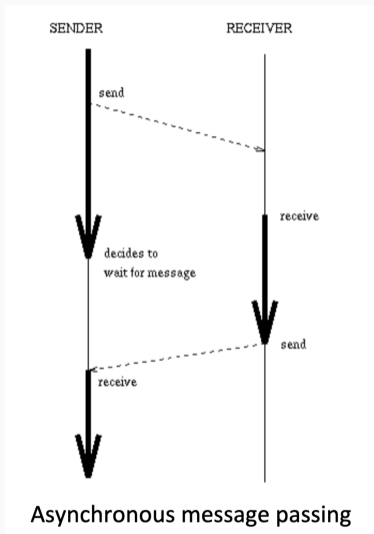 SENDER RECEIVER
send
receive
decides to
wait for message
send
receive
Asynchronous message passing